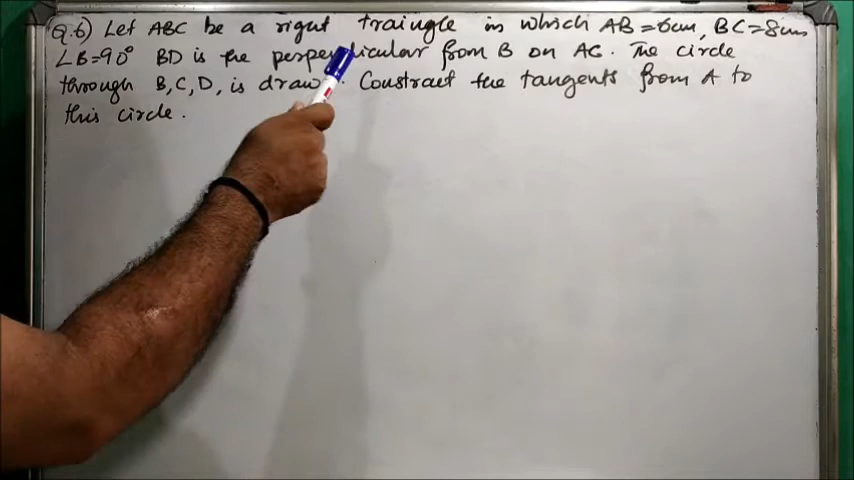 Q.6) Let ABC be a right traingle in which AB = 6cm, BC = 8cm
∠B=90° BD is the perpendicular from B on AC. The circle
through B, C, D, is drawn. Construct the tangents from A to
this circle.